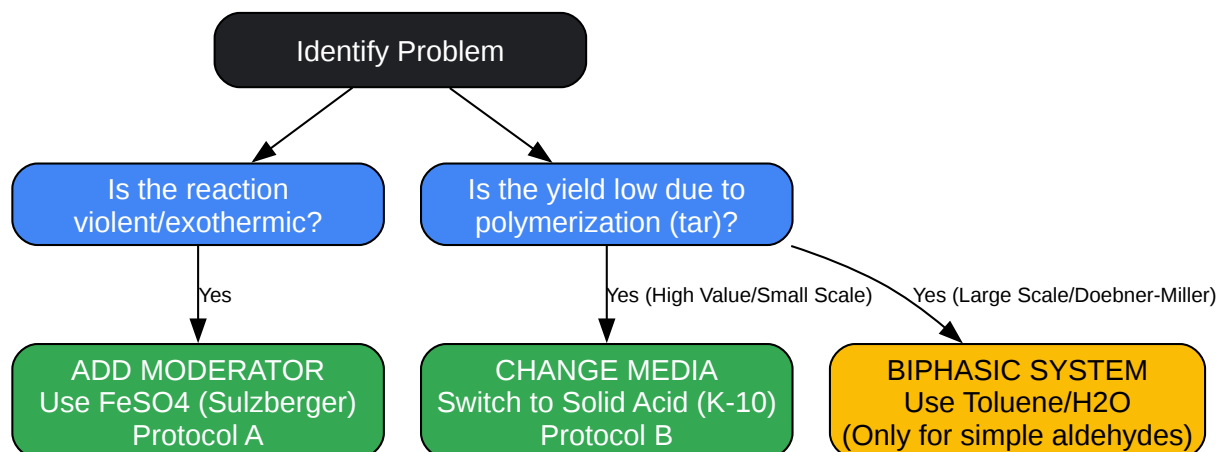 Identify Problem
Is the reaction
violent/exothermic?
Is the yield low due to
polymerization (tar)?
Yes
Yes (High Value/Small Scale)
Yes (Large Scale/Doebner-Miller)
ADD MODERATOR
Use FeSO4 (Sulzberger)
Protocol A
CHANGE MEDIA
Switch to Solid Acid (K-10)
Protocol B
BIPHASIC SYSTEM
Use Toluene/H2O
(Only for simple aldehydes)